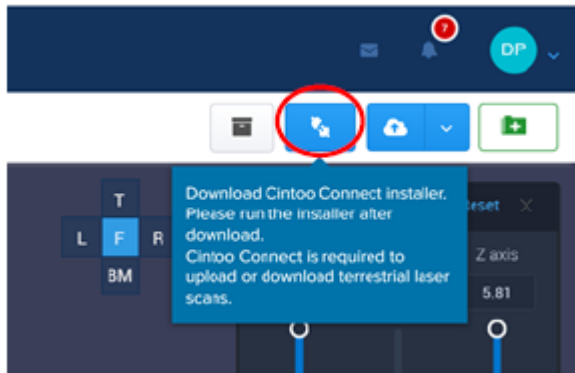 7
DP
Download Cintoo Connect installer.
Please run the installer after
download.
Cintoo Connect is required to
upload or download terrestrial laser
scans.
T
L F R
BM
eset
Z axis
5.81